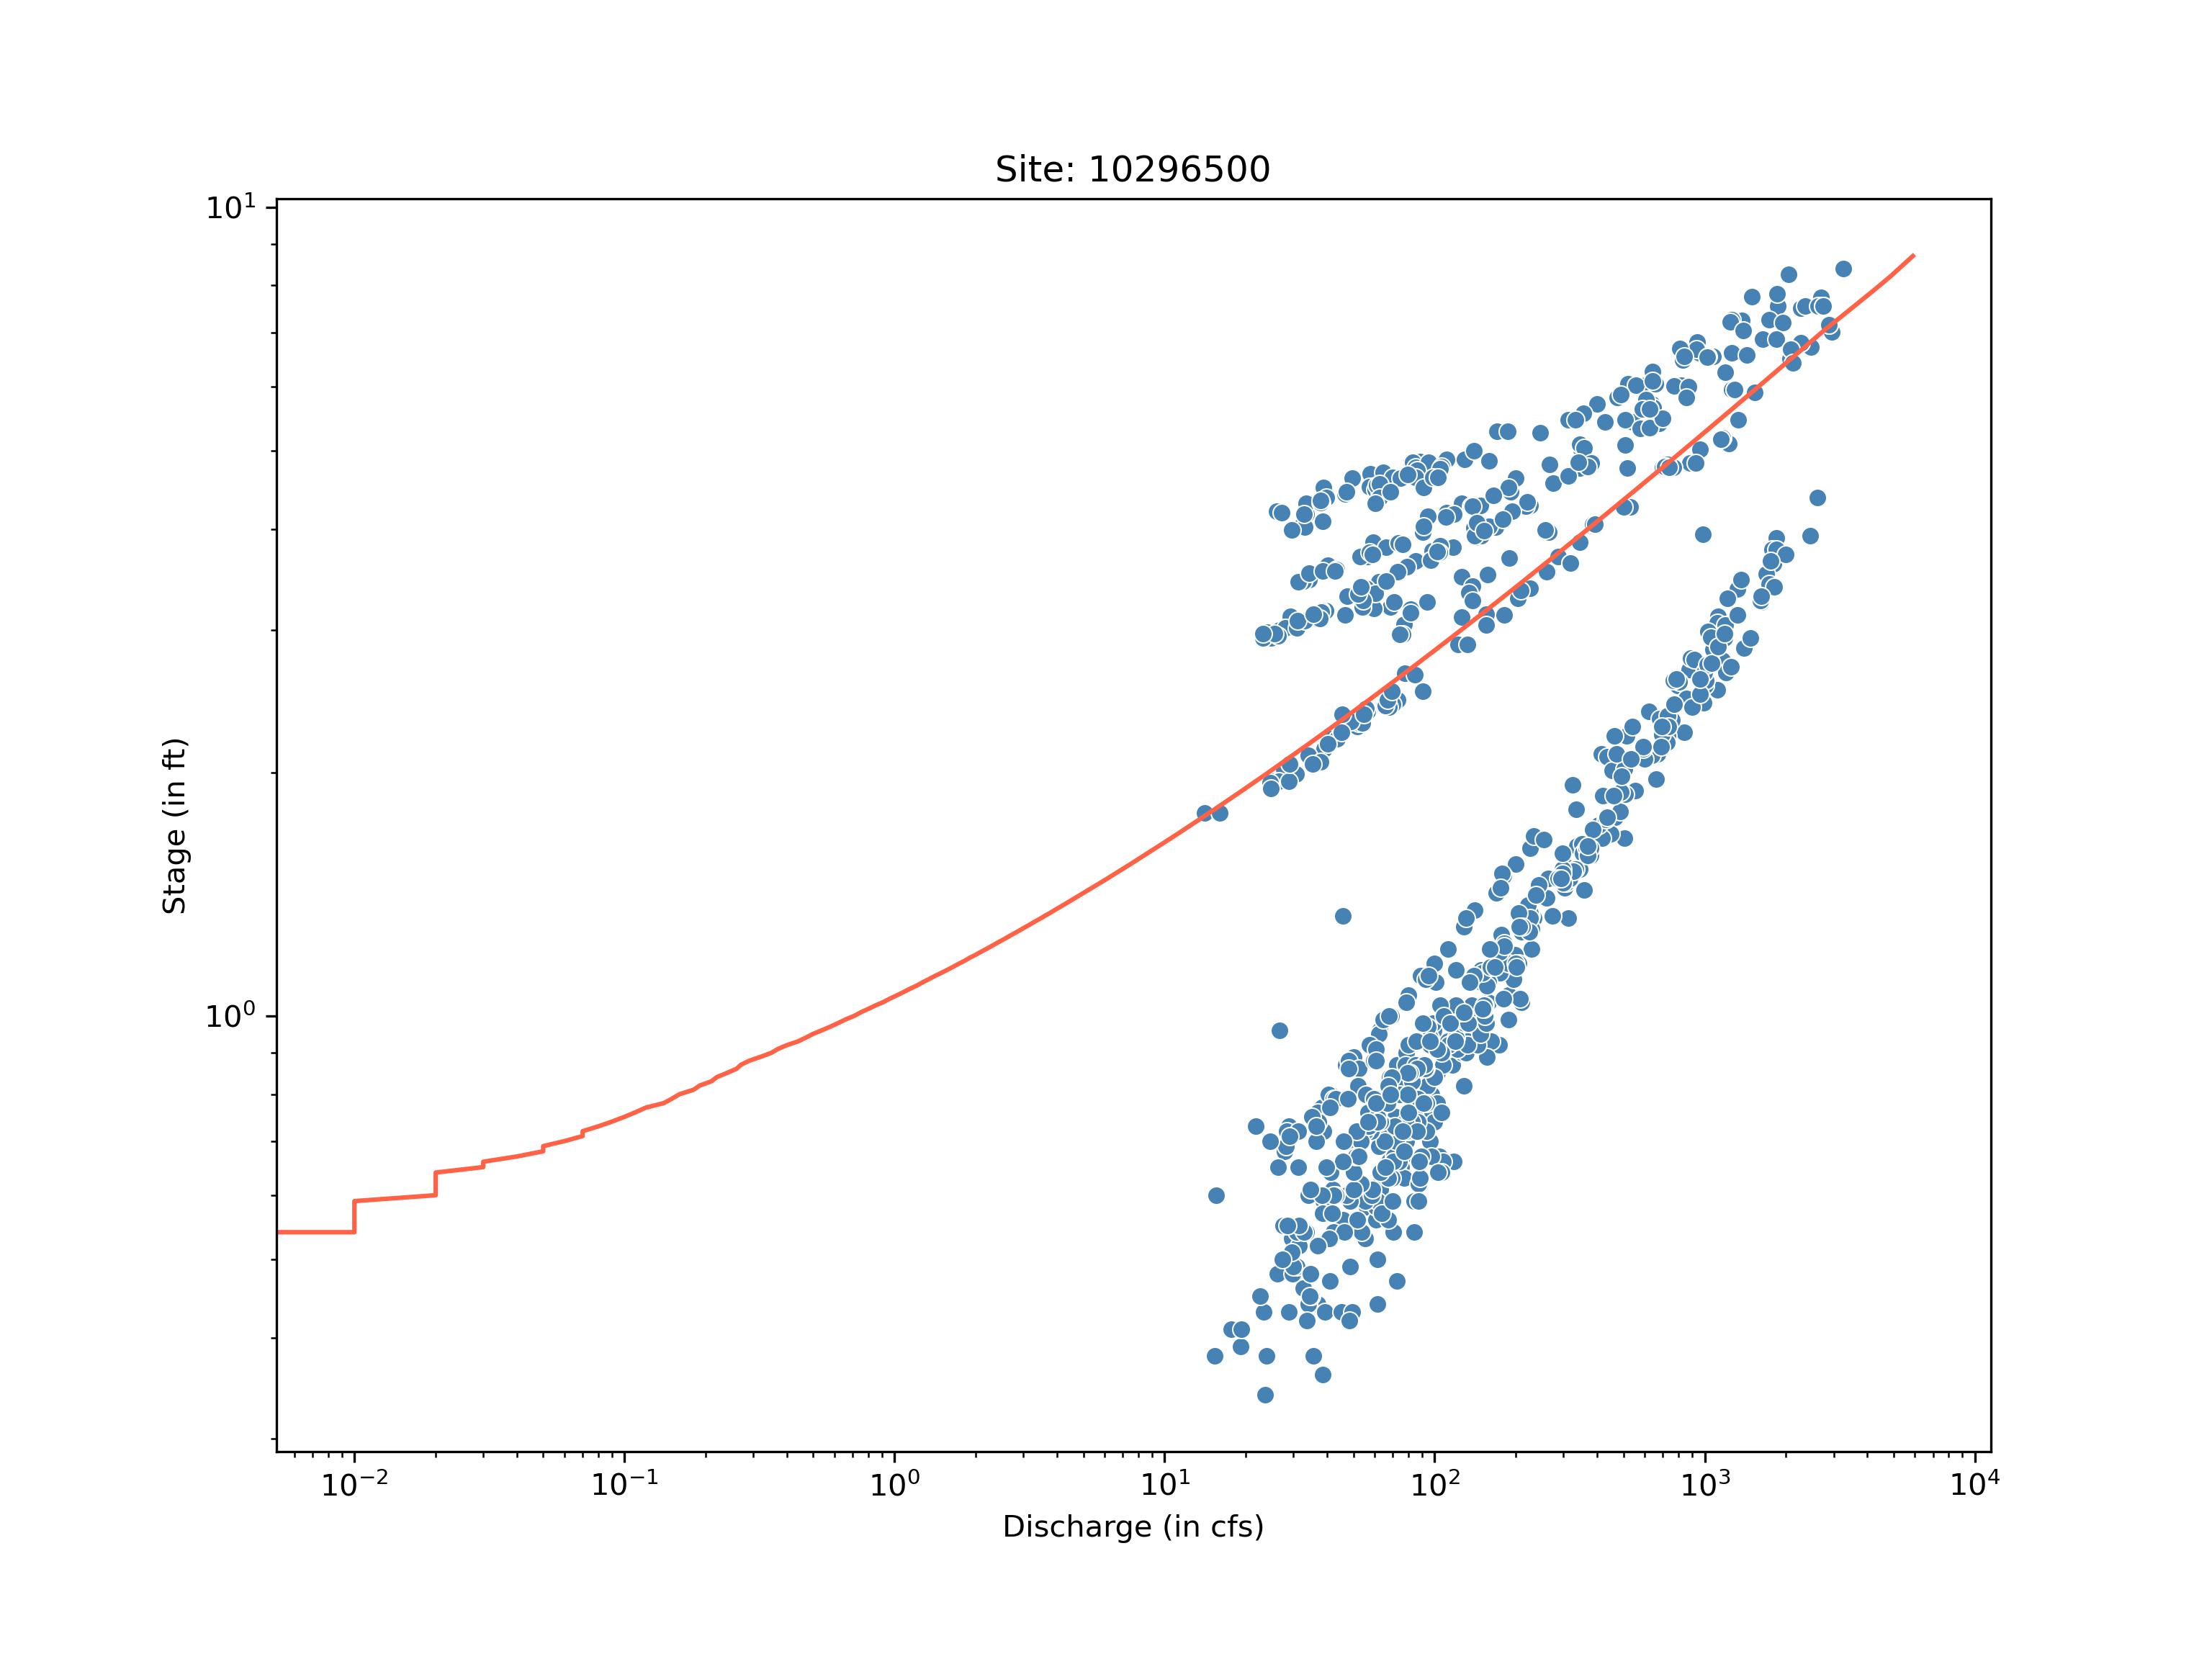 Site: 10296500
10¹
10⁰
Stage (in ft)
10⁻² 10⁻¹ 10⁰ 10¹ 10² 10³ 10⁴
Discharge (in cfs)